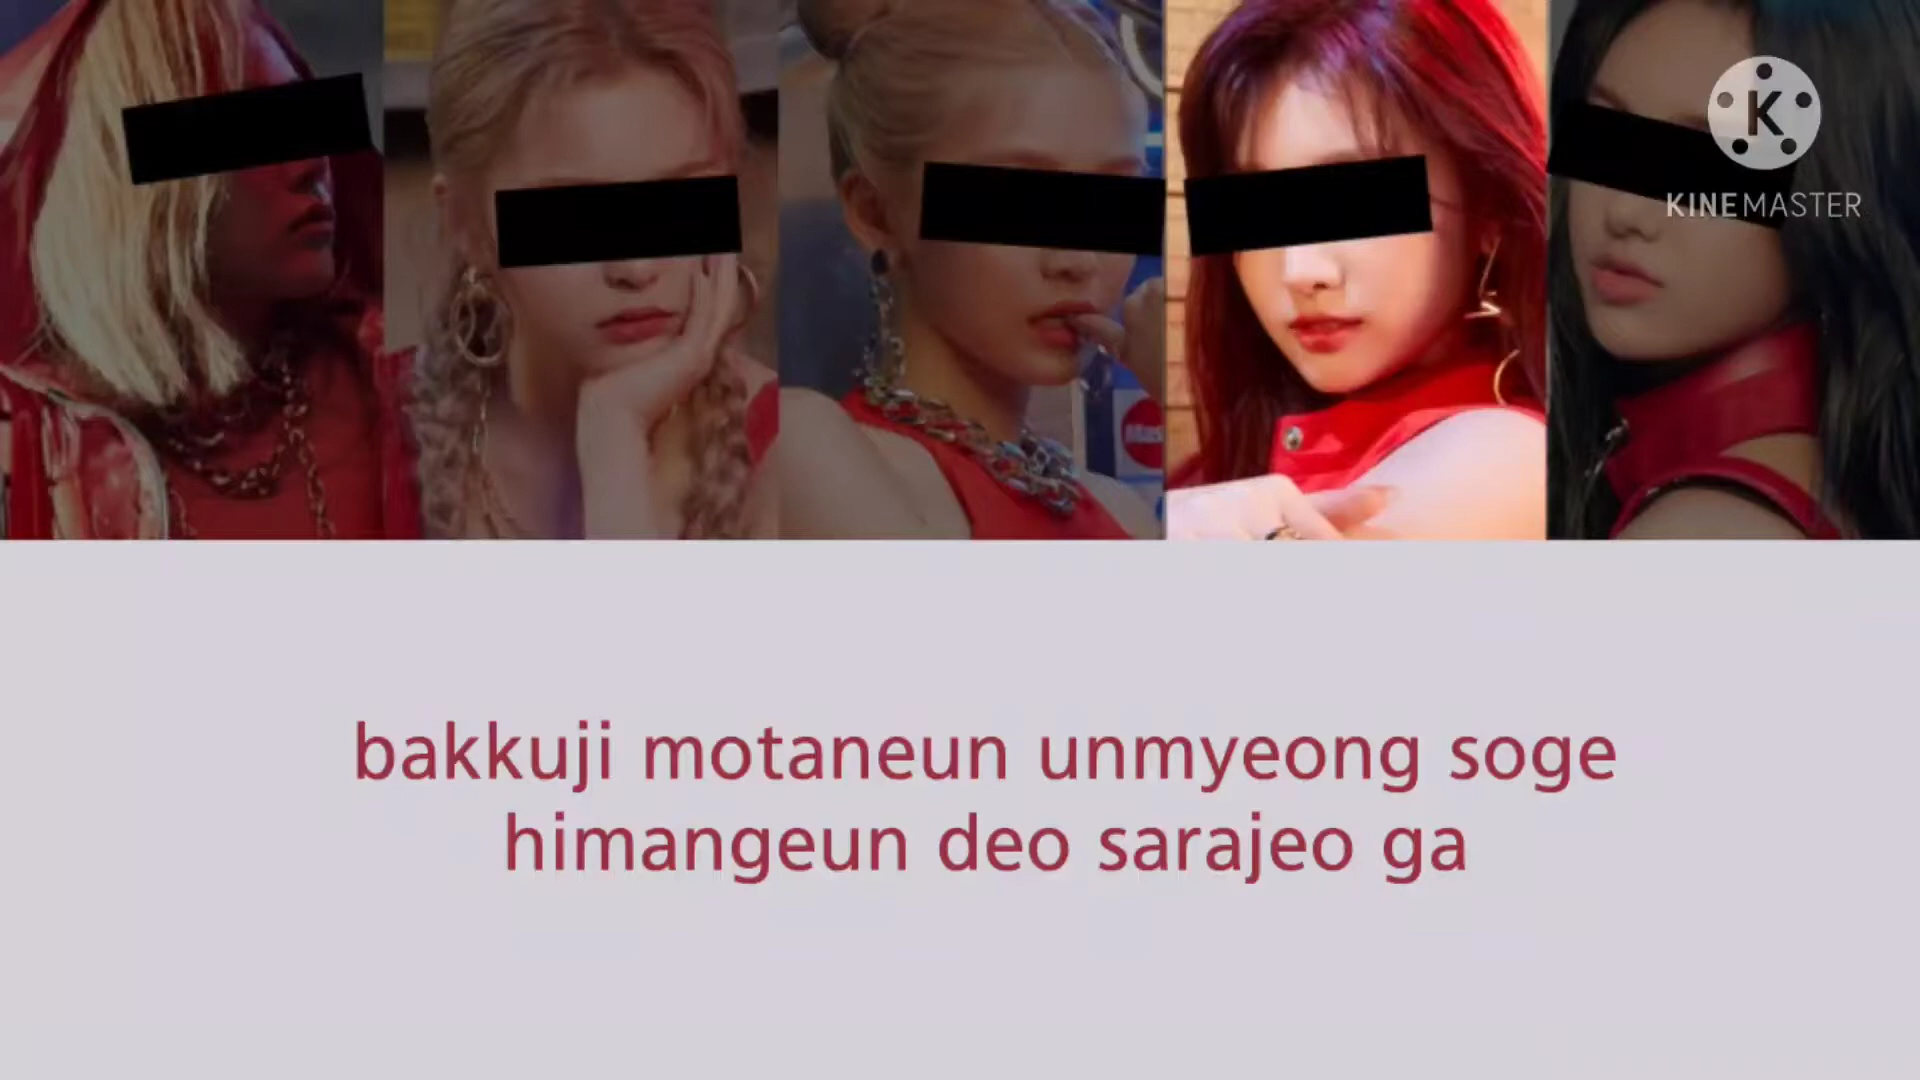 K
KINEMASTER
bakkuji motaneun unmyeong soge
himangeun deo sarajeo ga